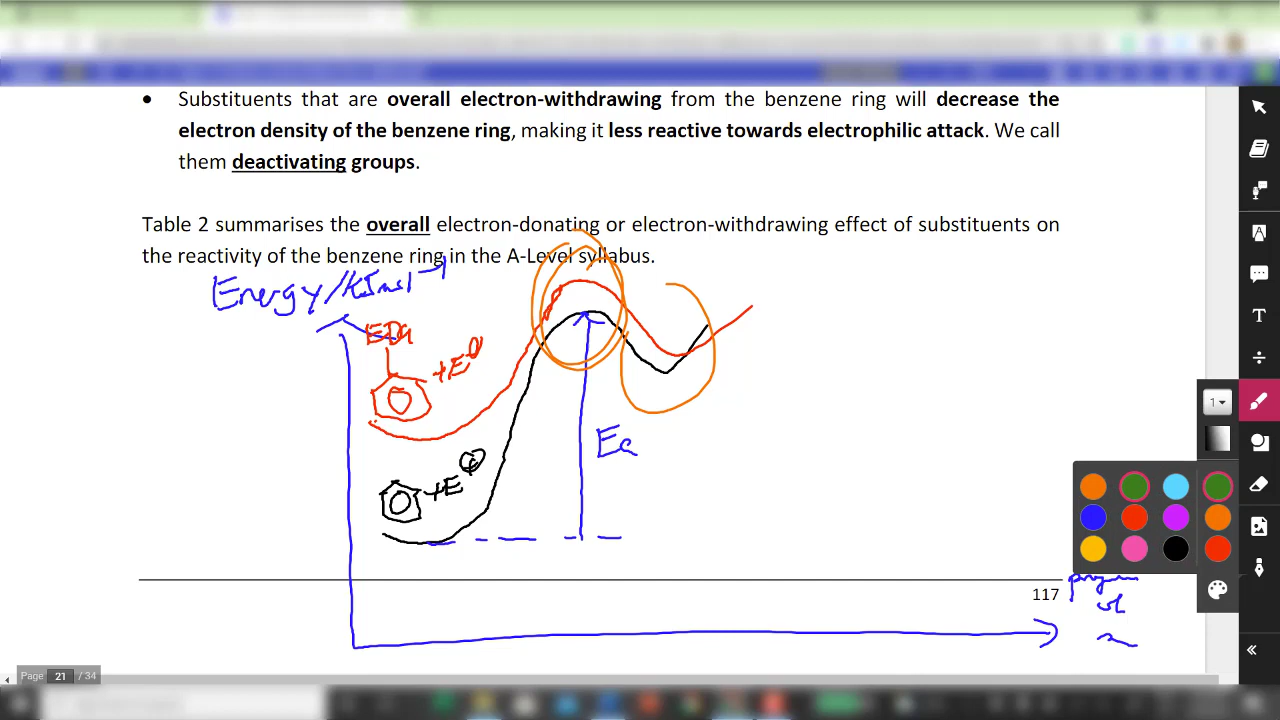 • Substituents that are overall electron-withdrawing from the benzene ring will decrease the
electron density of the benzene ring, making it less reactive towards electrophilic attack. We call
them deactivating groups.
Table 2 summarises the overall electron-donating or electron-withdrawing effect of substituents on
the reactivity of the benzene ring in the A-Level syllabus.
Energy/kJmol⁻¹
EDG
+E⊕
Ea
+E⊕
117
of
1
Page 21 / 34